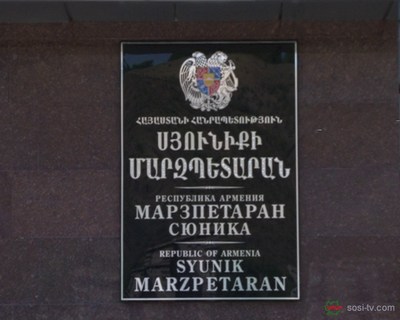 ՀԱՅԱՍՏԱՆԻ ՀԱՆՐԱՊԵՏՈՒԹՅՈՒՆ
ՍՅՈՒՆԻՔԻ
ՄԱՐԶՊԵՏԱՐԱՆ
РЕСПУБЛИКА АРМЕНИЯ
МАРЗПЕТАРАН
СЮНИКА
REPUBLIC OF ARMENIA
SYUNIK
MARZPETARAN
sosi-tv.com